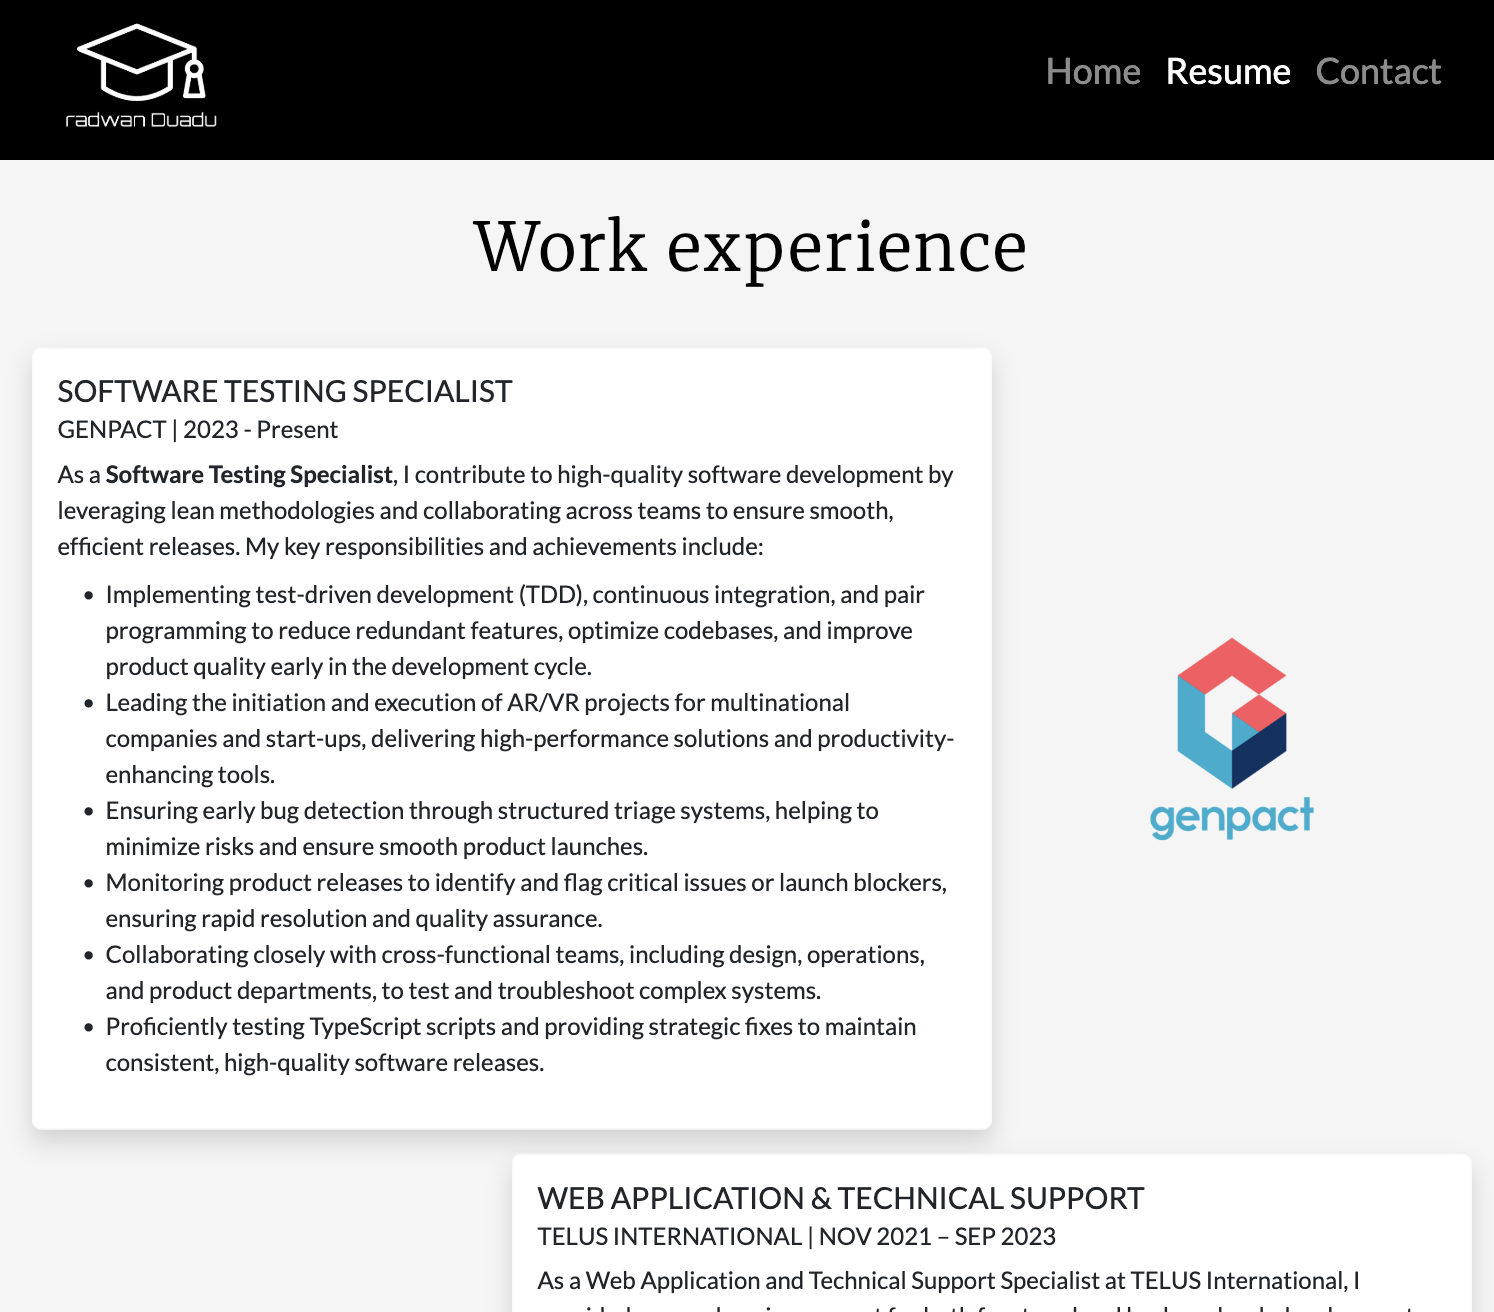 radwan Duadu
Home Resume Contact
Work experience
SOFTWARE TESTING SPECIALIST
GENPACT | 2023 - Present
As a Software Testing Specialist, I contribute to high-quality software development by
leveraging lean methodologies and collaborating across teams to ensure smooth,
efficient releases. My key responsibilities and achievements include:
• Implementing test-driven development (TDD), continuous integration, and pair
programming to reduce redundant features, optimize codebases, and improve
product quality early in the development cycle.
• Leading the initiation and execution of AR/VR projects for multinational
companies and start-ups, delivering high-performance solutions and productivity-
enhancing tools.
• Ensuring early bug detection through structured triage systems, helping to
minimize risks and ensure smooth product launches.
• Monitoring product releases to identify and flag critical issues or launch blockers,
ensuring rapid resolution and quality assurance.
• Collaborating closely with cross-functional teams, including design, operations,
and product departments, to test and troubleshoot complex systems.
• Proficiently testing TypeScript scripts and providing strategic fixes to maintain
consistent, high-quality software releases.
genpact
WEB APPLICATION & TECHNICAL SUPPORT
TELUS INTERNATIONAL | NOV 2021 – SEP 2023
As a Web Application and Technical Support Specialist at TELUS International, I